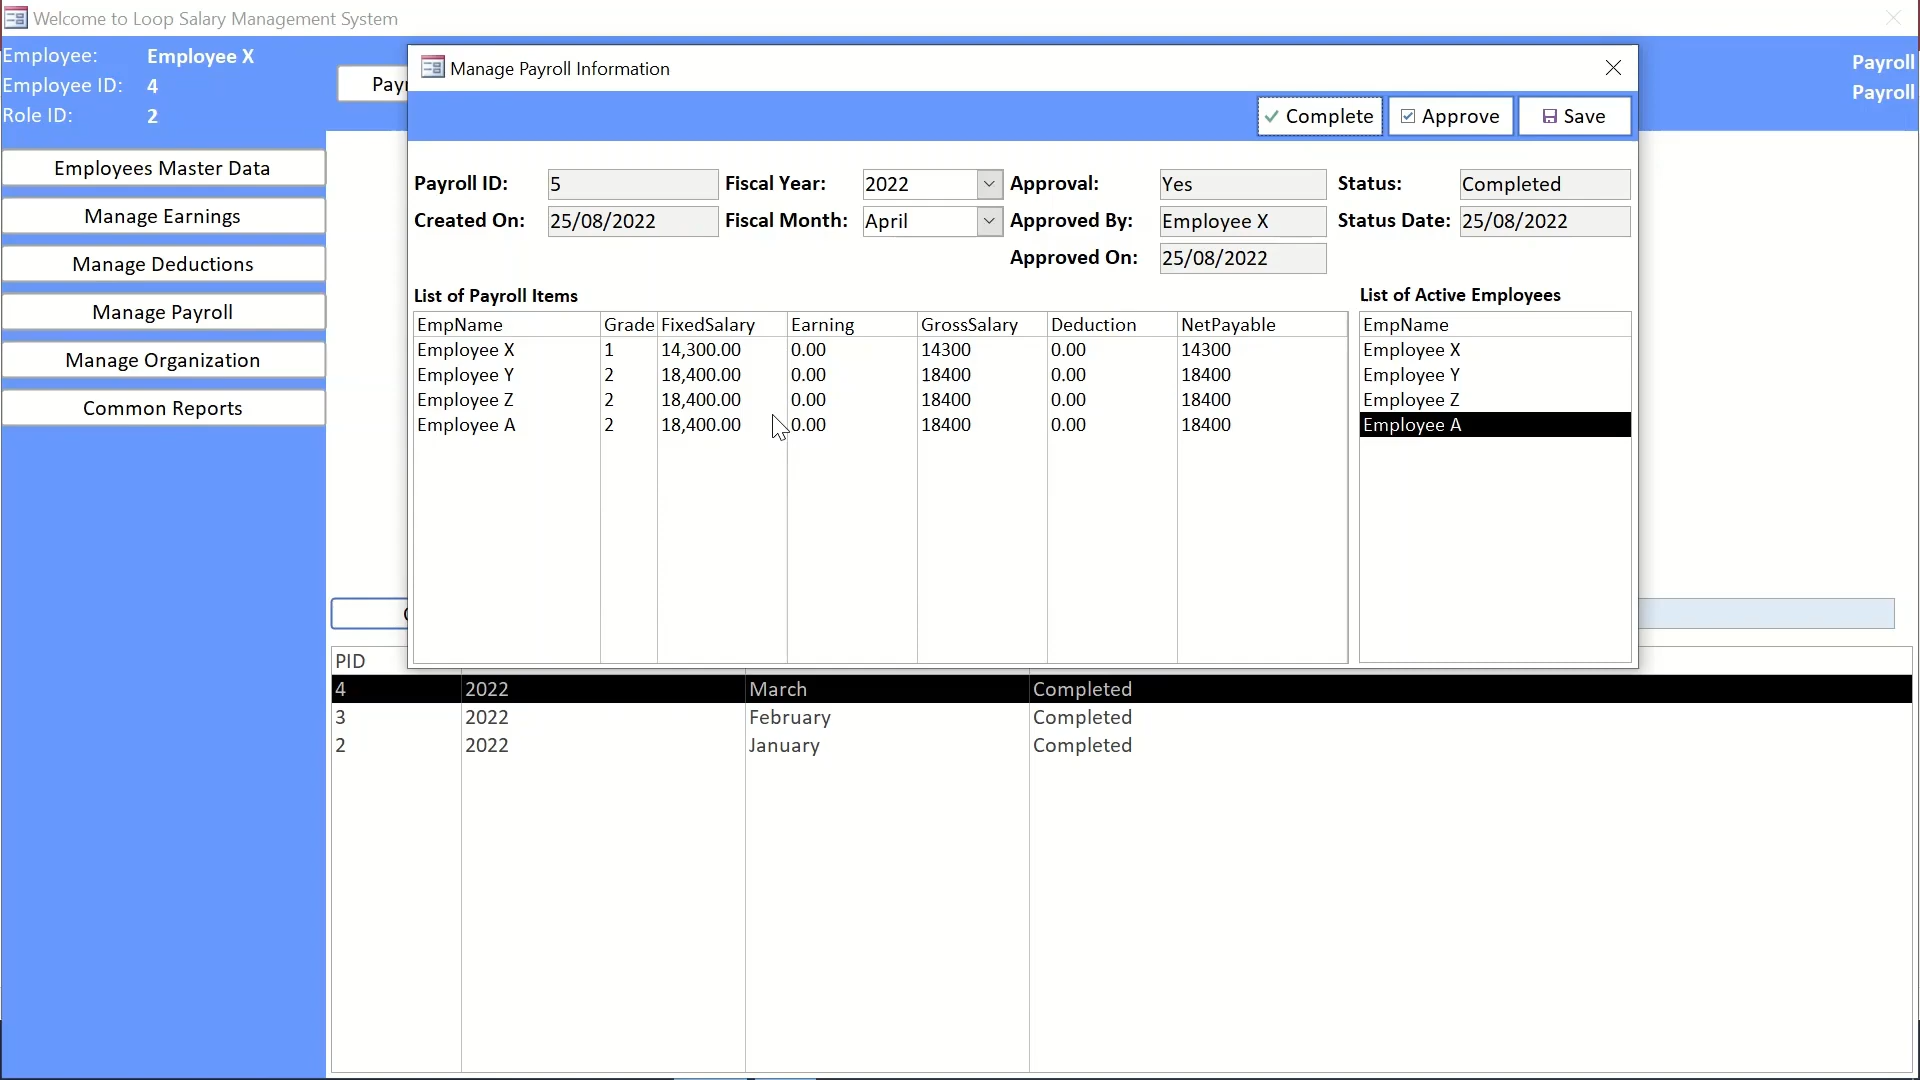 Welcome to Loop Salary Management System
Employee: Employee X
Employee ID: 4
Role ID: 2
Payroll
Payroll
Manage Payroll Information
Complete Approve Save
Employees Master Data
Manage Earnings
Manage Deductions
Manage Payroll
Manage Organization
Common Reports
Payroll ID: 5 Fiscal Year: 2022 Approval: Yes Status: Completed
Created On: 25/08/2022 Fiscal Month: April Approved By: Employee X Status Date: 25/08/2022
Approved On: 25/08/2022
List of Payroll Items
EmpName Grade FixedSalary Earning GrossSalary Deduction NetPayable
Employee X 1 14,300.00 0.00 14300 0.00 14300
Employee Y 2 18,400.00 0.00 18400 0.00 18400
Employee Z 2 18,400.00 0.00 18400 0.00 18400
Employee A 2 18,400.00 0.00 18400 0.00 18400
List of Active Employees
EmpName
Employee X
Employee Y
Employee Z
Employee A
PID
4 2022 March Completed
3 2022 February Completed
2 2022 January Completed